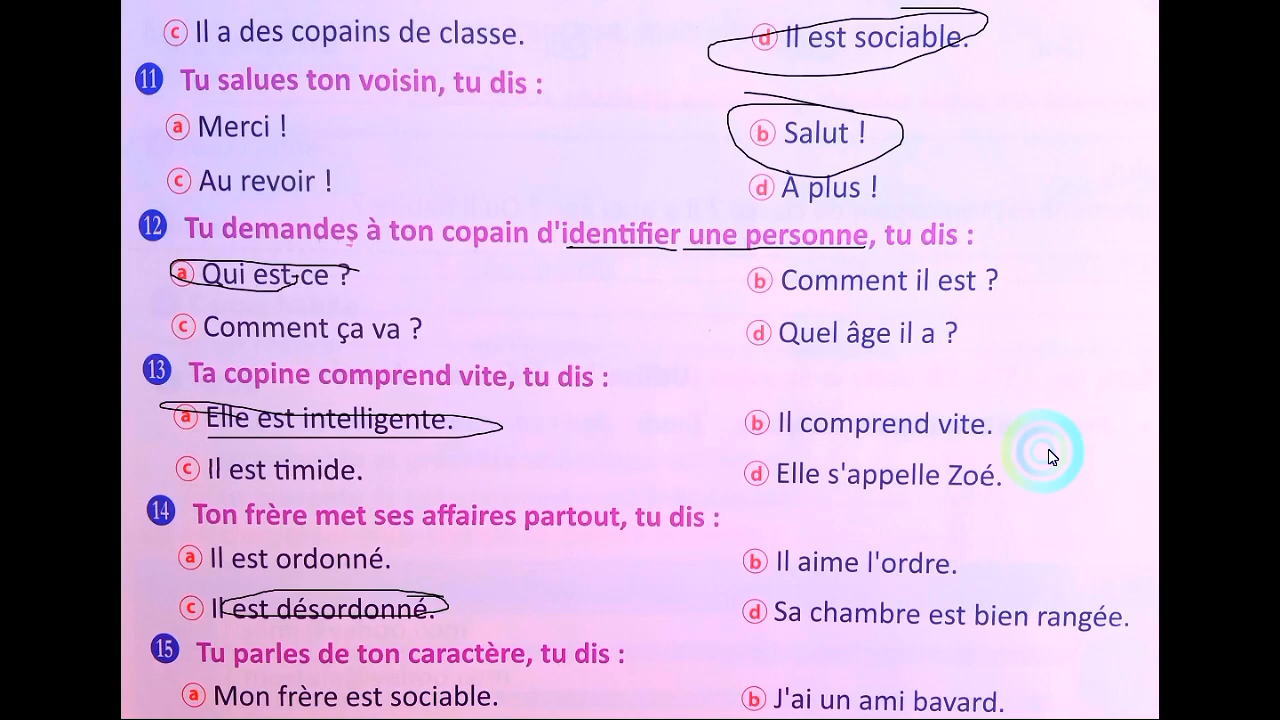 c Il a des copains de classe. d Il est sociable.
11 Tu salues ton voisin, tu dis :
a Merci ! b Salut !
c Au revoir ! d À plus !
12 Tu demandes à ton copain d'identifier une personne, tu dis :
a Qui est-ce ? b Comment il est ?
c Comment ça va ? d Quel âge il a ?
13 Ta copine comprend vite, tu dis :
a Elle est intelligente. b Il comprend vite.
c Il est timide. d Elle s'appelle Zoé.
14 Ton frère met ses affaires partout, tu dis :
a Il est ordonné. b Il aime l'ordre.
c Il est désordonné. d Sa chambre est bien rangée.
15 Tu parles de ton caractère, tu dis :
a Mon frère est sociable. b J'ai un ami bavard.